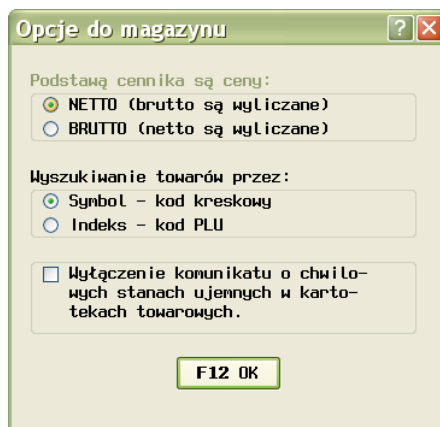 Opcje do magazynu
Podstawą cennika są ceny:
NETTO (brutto są wyliczane)
BRUTTO (netto są wyliczane)
Wyszukiwanie towarów przez:
Symbol - kod kreskowy
Indeks - kod PLU
Wyłączenie komunikatu o chwilo-
wych stanach ujemnych w karto-
tekach towarowych.
F12 OK